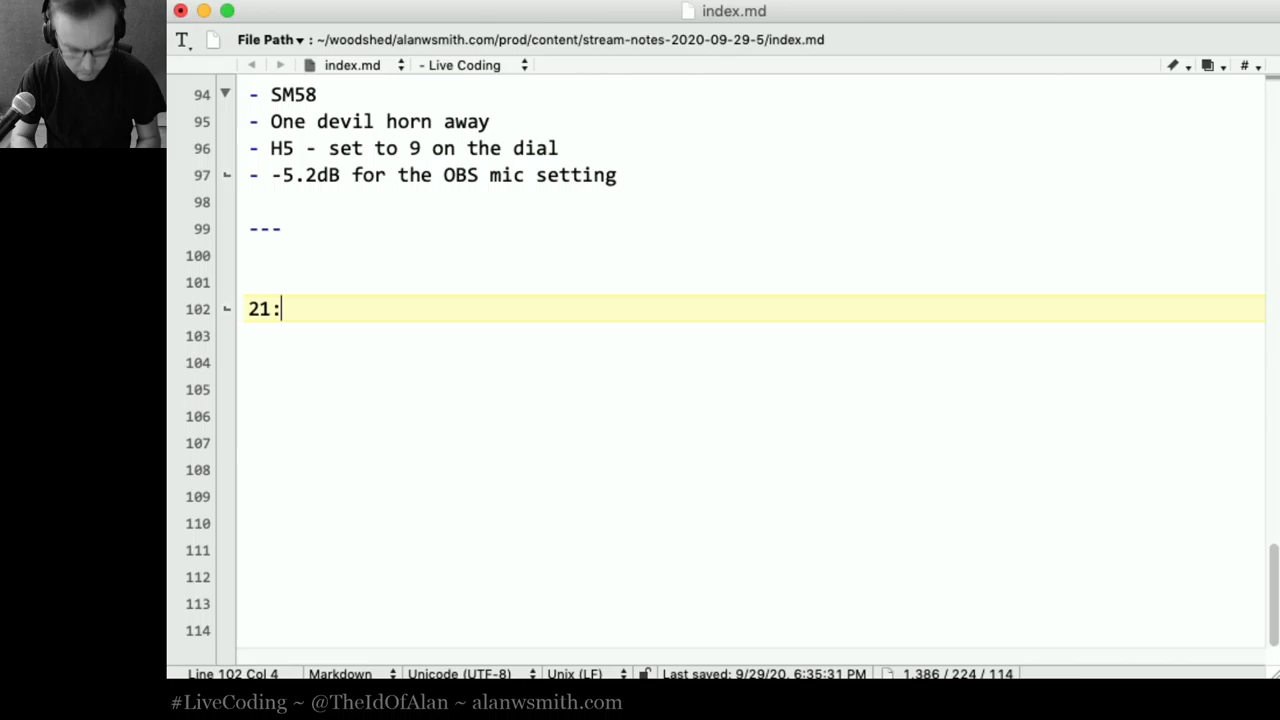 index.md
T. File Path▾ : ~/woodshed/alanwsmith.com/prod/content/stream-notes-2020-09-29-5/index.md
index.md - Live Coding #
94 - SM58
95 - One devil horn away
96 - H5 - set to 9 on the dial
97 - -5.2dB for the OBS mic setting
98
99 ---
100
101
102 21:
103
104
105
106
107
108
109
110
111
112
113
114
Line 102 Col 4 Markdown Unicode (UTF-8) Unix (LF) Last saved: 9/29/20, 6:35:31 PM 1,386 / 224 / 114
#LiveCoding ~ @TheIdOfAlan ~ alanwsmith.com